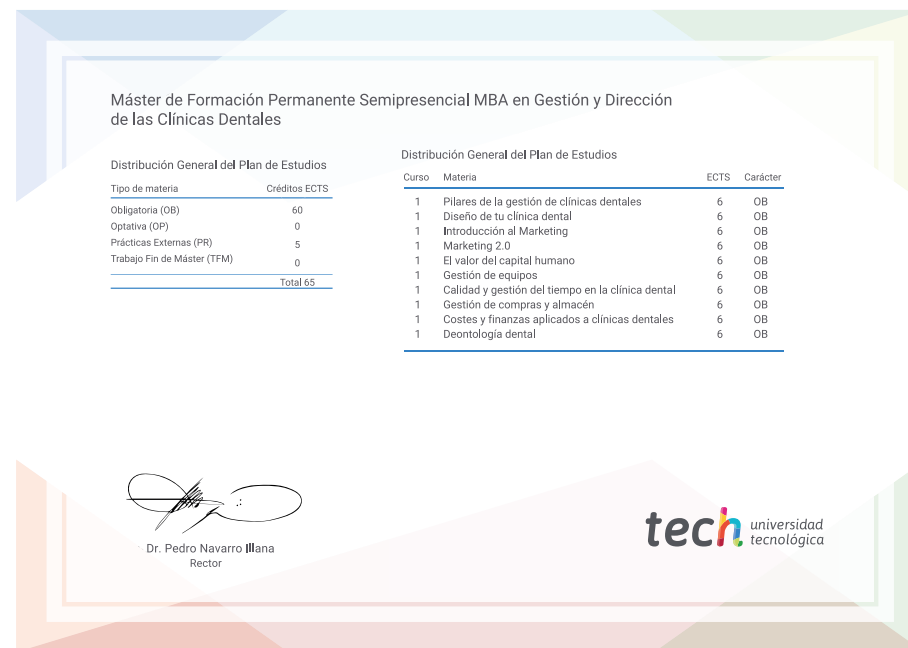 Máster de Formación Permanente Semipresencial MBA en Gestión y Dirección
de las Clínicas Dentales
Distribución General del Plan de Estudios
Tipo de materia Créditos ECTS
Obligatoria (OB) 60
Optativa (OP) 0
Prácticas Externas (PR) 5
Trabajo Fin de Máster (TFM) 0
Total 65
Distribución General del Plan de Estudios
Curso Materia ECTS Carácter
1 Pilares de la gestión de clínicas dentales 6 OB
1 Diseño de tu clínica dental 6 OB
1 Introducción al Marketing 6 OB
1 Marketing 2.0 6 OB
1 El valor del capital humano 6 OB
1 Gestión de equipos 6 OB
1 Calidad y gestión del tiempo en la clínica dental 6 OB
1 Gestión de compras y almacén 6 OB
1 Costes y finanzas aplicados a clínicas dentales 6 OB
1 Deontología dental 6 OB
Dr. Pedro Navarro Illana
Rector
tech universidad
tecnológica